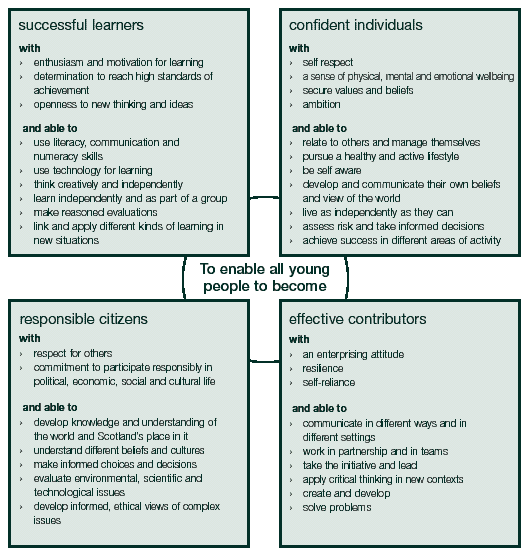 successful learners
with
› enthusiasm and motivation for learning
› determination to reach high standards of
achievement
› openness to new thinking and ideas
and able to
› use literacy, communication and
numeracy skills
› use technology for learning
› think creatively and independently
› learn independently and as part of a group
› make reasoned evaluations
› link and apply different kinds of learning in
new situations
confident individuals
with
› self respect
› a sense of physical, mental and emotional wellbeing
› secure values and beliefs
› ambition
and able to
› relate to others and manage themselves
› pursue a healthy and active lifestyle
› be self aware
› develop and communicate their own beliefs
and view of the world
› live as independently as they can
› assess risk and take informed decisions
› achieve success in different areas of activity
To enable all young
people to become
responsible citizens
with
› respect for others
› commitment to participate responsibly in
political, economic, social and cultural life
and able to
› develop knowledge and understanding of
the world and Scotland's place in it
› understand different beliefs and cultures
› make informed choices and decisions
› evaluate environmental, scientific and
technological issues
› develop informed, ethical views of complex
issues
effective contributors
with
› an enterprising attitude
› resilience
› self-reliance
and able to
› communicate in different ways and in
different settings
› work in partnership and in teams
› take the initiative and lead
› apply critical thinking in new contexts
› create and develop
› solve problems